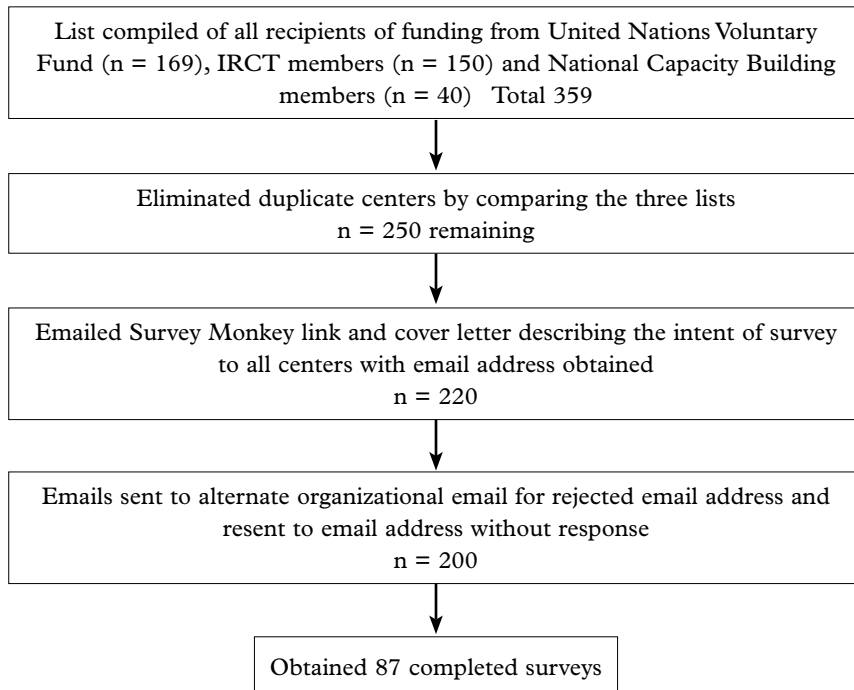 List compiled of all recipients of funding from United Nations Voluntary
Fund (n = 169), IRCT members (n = 150) and National Capacity Building
members (n = 40)   Total 359
Eliminated duplicate centers by comparing the three lists
n = 250 remaining
Emailed Survey Monkey link and cover letter describing the intent of survey
to all centers with email address obtained
n = 220
Emails sent to alternate organizational email for rejected email address and
resent to email address without response
n = 200
Obtained 87 completed surveys